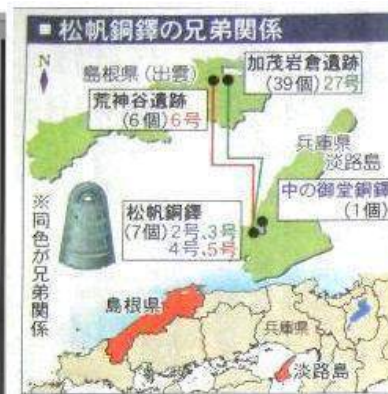 ■ 松帆銅鐸の兄弟関係
N
島根県(出雲)
加茂岩倉遺跡
(39個)27号
荒神谷遺跡
(6個)6号
兵庫県
淡路島
中の御堂銅鐸
(1個)
松帆銅鐸
(7個)2号、3号
4号、5号
※同色が兄弟関係
島根県
兵庫県
淡路島